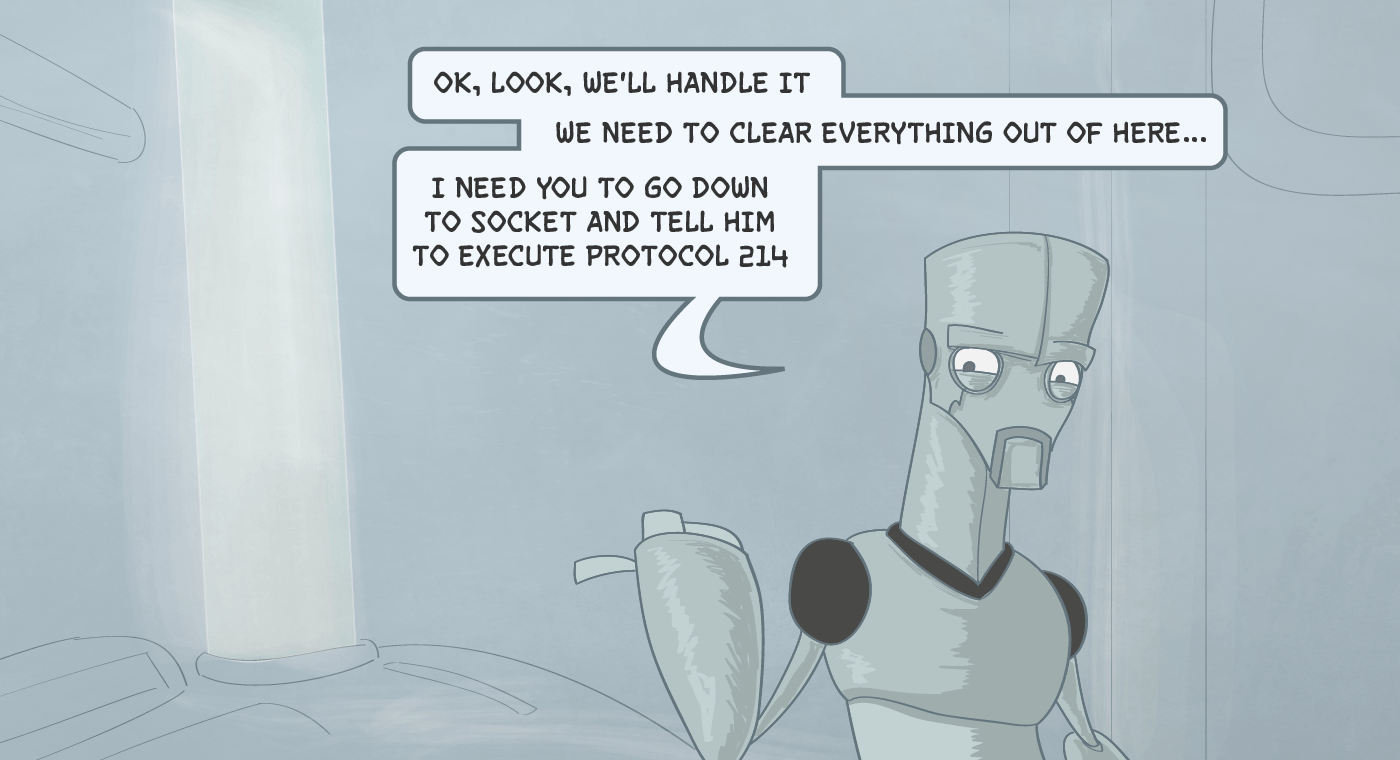 OK, LOOK, WE'LL HANDLE IT
WE NEED TO CLEAR EVERYTHING OUT OF HERE...
I NEED YOU TO GO DOWN
TO SOCKET AND TELL HIM
TO EXECUTE PROTOCOL 214